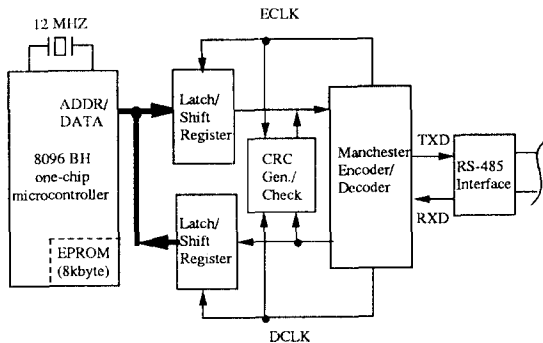 12 MHZ
ECLK
ADDR/
DATA
8096 BH
one-chip
microcontroller
EPROM
(8kbyte)
Latch/
Shift
Register
CRC
Gen./
Check
Latch/
Shift
Register
Manchester
Encoder/
Decoder
TXD
RXD
RS-485
Interface
DCLK